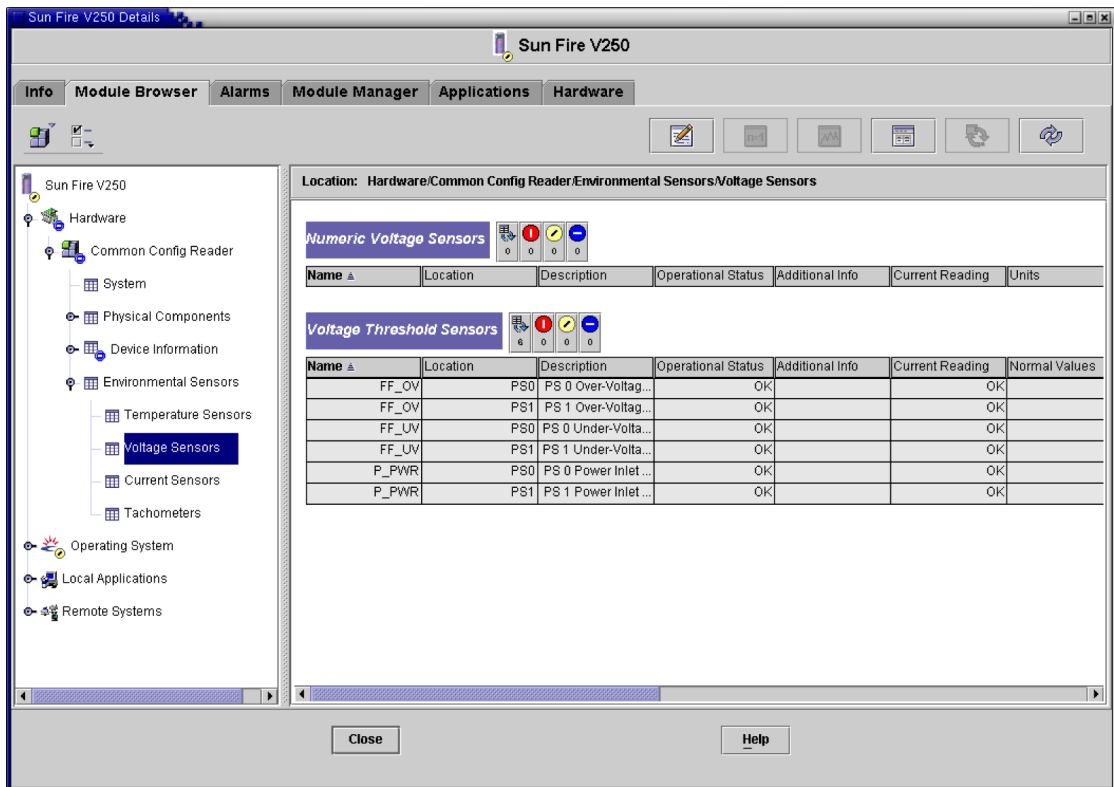 Sun Fire V250 Details
Sun Fire V250
Info Module Browser Alarms Module Manager Applications Hardware
Sun Fire V250
Hardware
Common Config Reader
System
Physical Components
Device Information
Environmental Sensors
Temperature Sensors
Voltage Sensors
Current Sensors
Tachometers
Operating System
Local Applications
Remote Systems
Location: Hardware/Common Config Reader/Environmental Sensors/Voltage Sensors
Numeric Voltage Sensors 0 0 0 0
Name Location Description Operational Status Additional Info Current Reading Units
Voltage Threshold Sensors 6 0 0 0
Name Location Description Operational Status Additional Info Current Reading Normal Values
FF_OV PS0 PS 0 Over-Voltag... OK OK
FF_OV PS1 PS 1 Over-Voltag... OK OK
FF_UV PS0 PS 0 Under-Volta... OK OK
FF_UV PS1 PS 1 Under-Volta... OK OK
P_PWR PS0 PS 0 Power Inlet ... OK OK
P_PWR PS1 PS 1 Power Inlet ... OK OK
Close Help